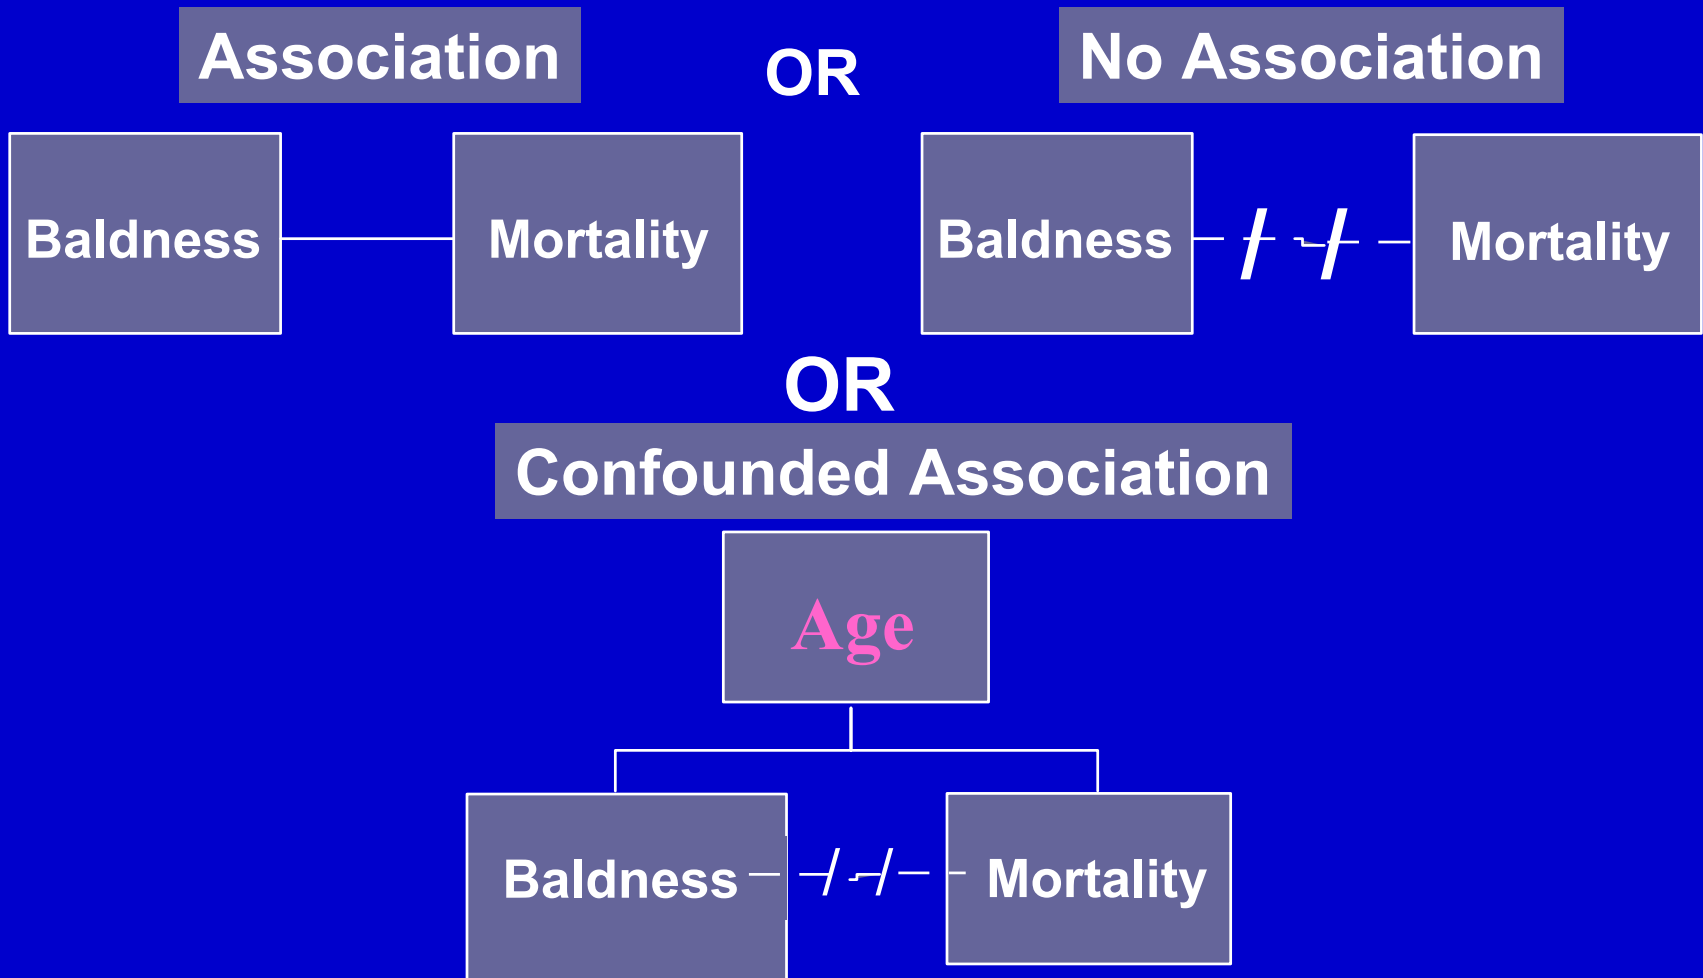 Association
OR
No Association
Baldness
Mortality
Baldness
Mortality
OR
Confounded Association
Age
Baldness
Mortality